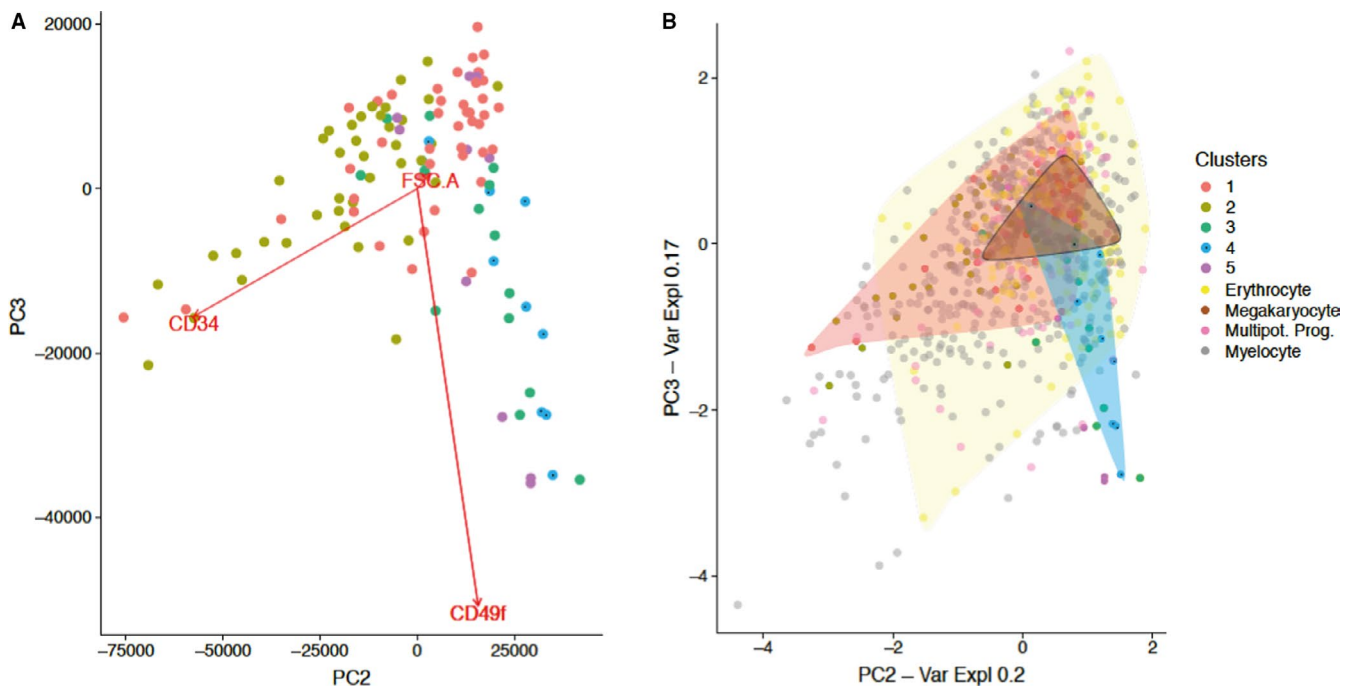 A
20000
0
−20000
−40000
PC3
FSC.A
CD34
CD49f
−75000
−50000
−25000
0
25000
PC2
B
2
0
−2
−4
PC3 – Var Expl 0.17
−4
−2
0
2
PC2 – Var Expl 0.2
Clusters
1
2
3
4
5
Erythrocyte
Megakaryocyte
Multipot. Prog.
Myelocyte